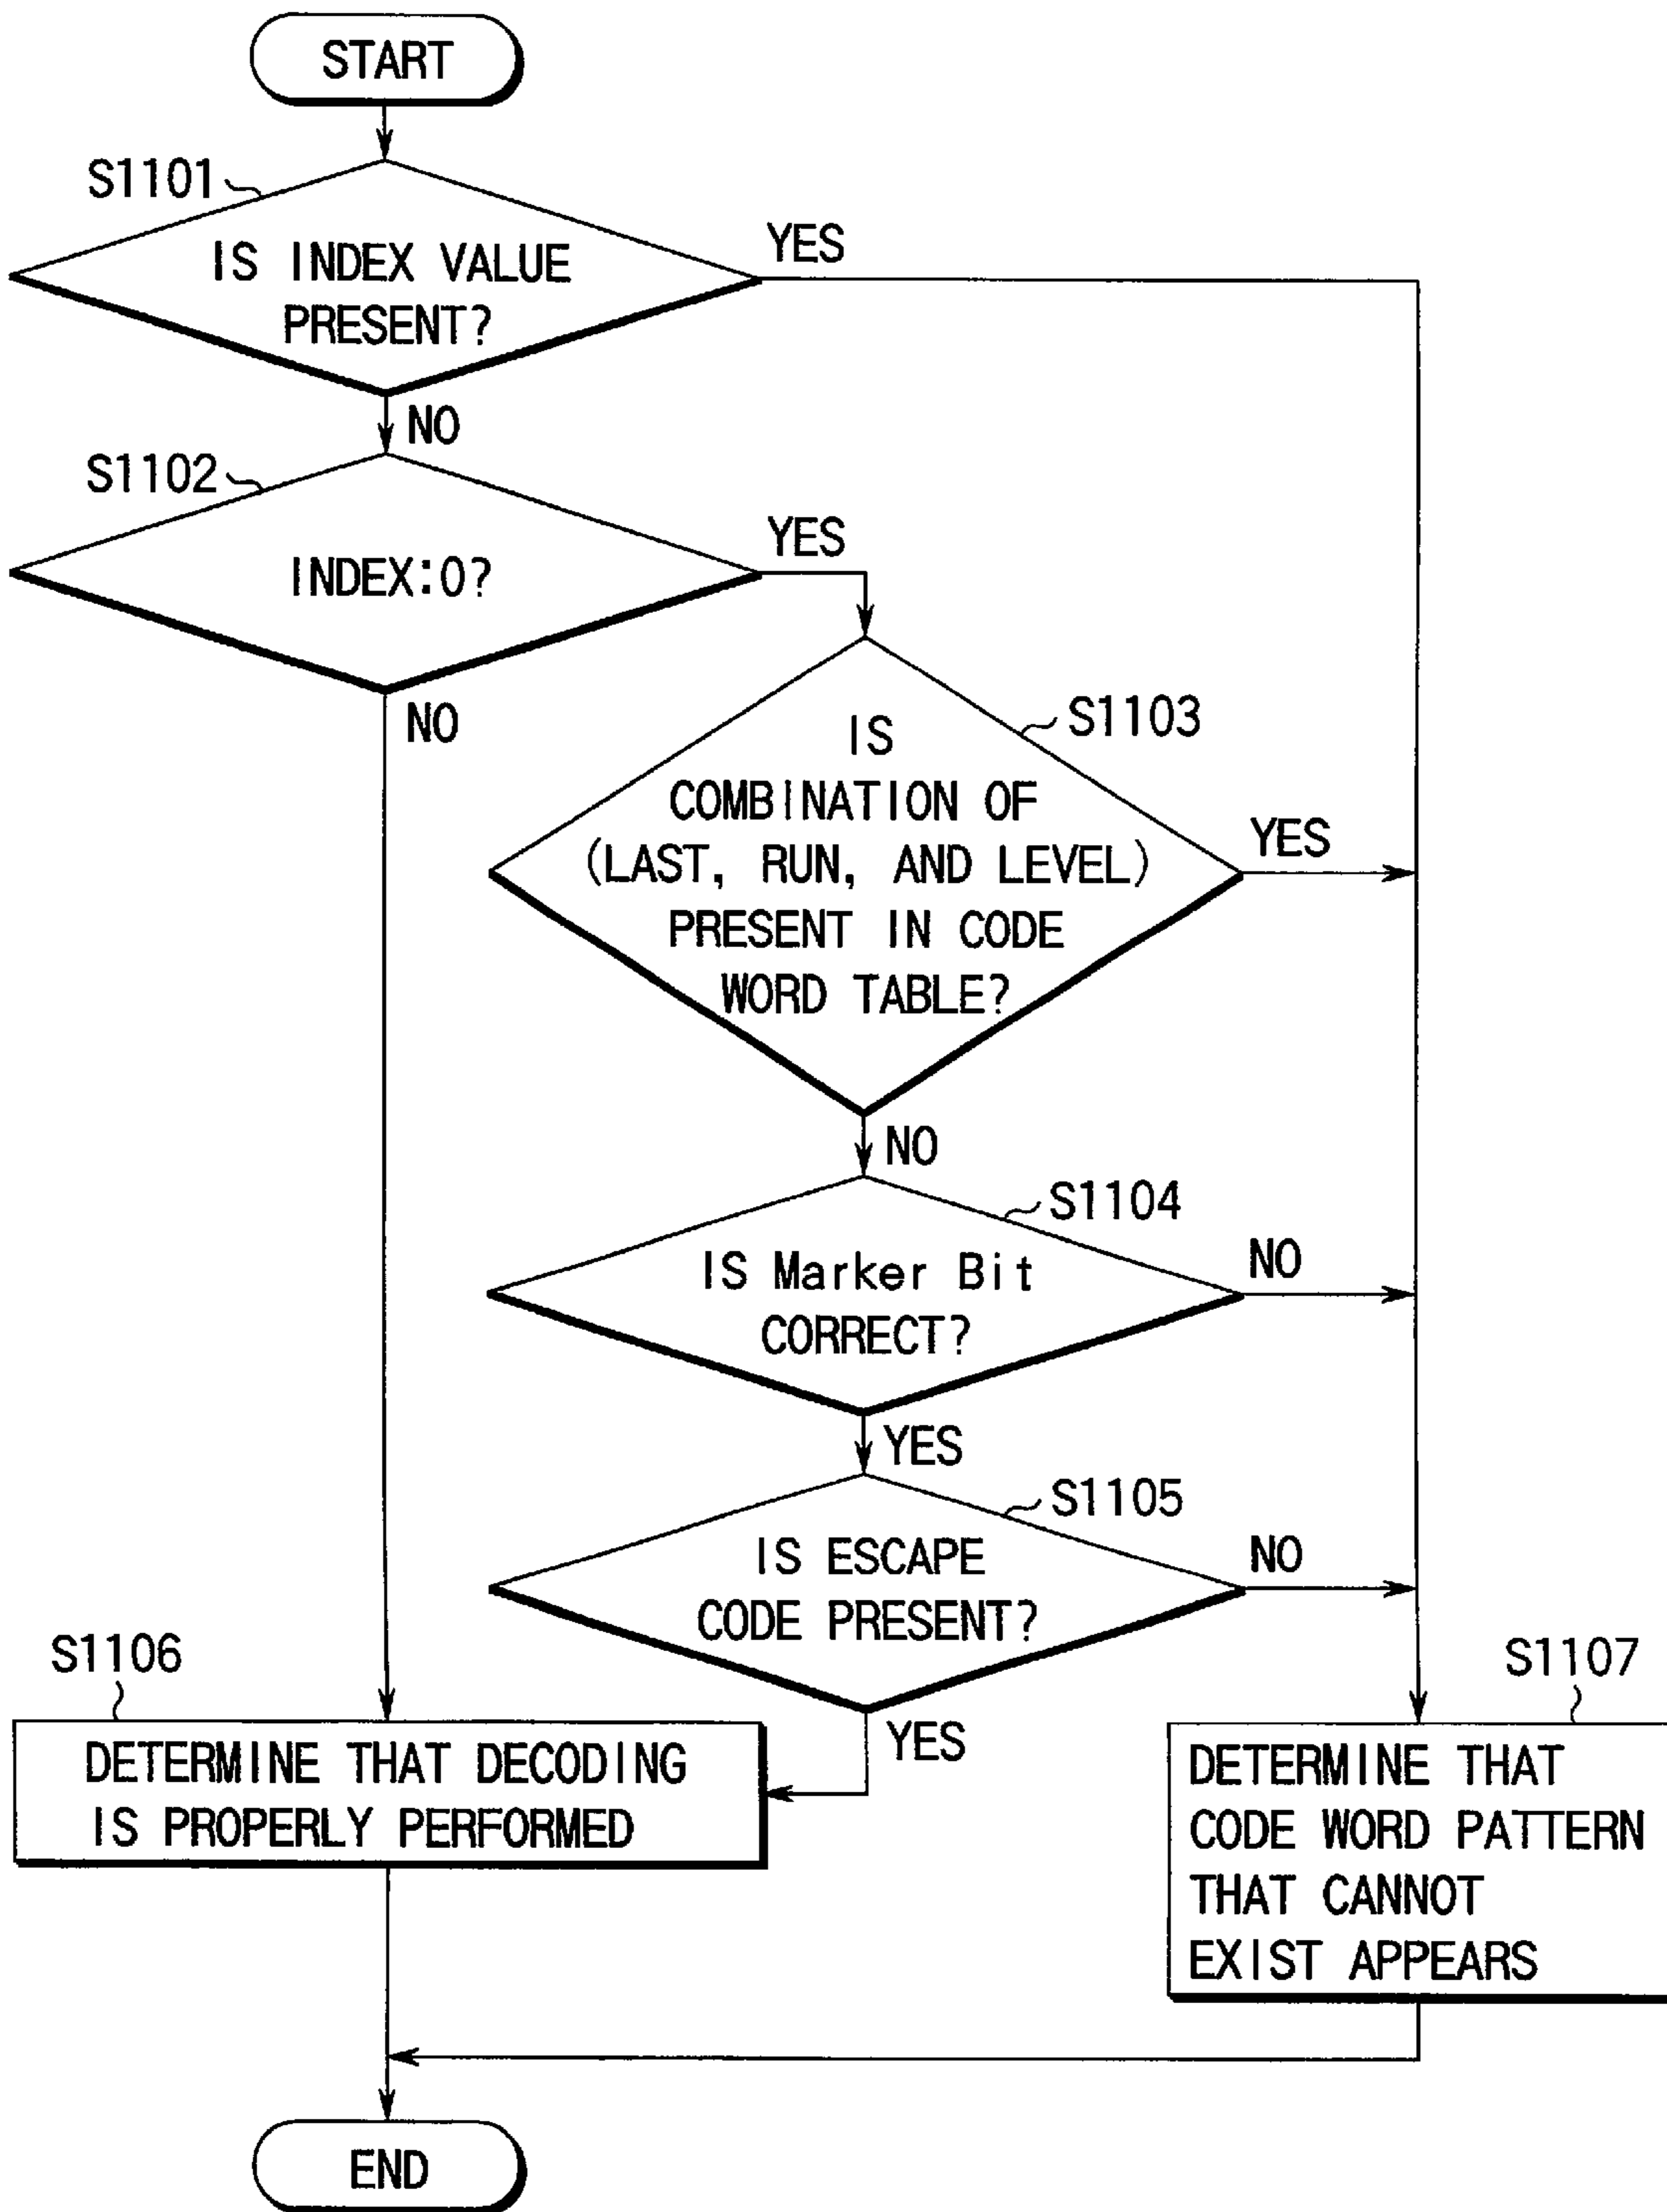 START
S1101
IS INDEX VALUE
PRESENT?
YES
NO
S1102
INDEX:0?
YES
NO
S1103
IS
COMBINATION OF
(LAST, RUN, AND LEVEL)
PRESENT IN CODE
WORD TABLE?
YES
NO
S1104
IS Marker Bit
CORRECT?
NO
YES
S1105
IS ESCAPE
CODE PRESENT?
NO
YES
S1106
DETERMINE THAT DECODING
IS PROPERLY PERFORMED
S1107
DETERMINE THAT
CODE WORD PATTERN
THAT CANNOT
EXIST APPEARS
END